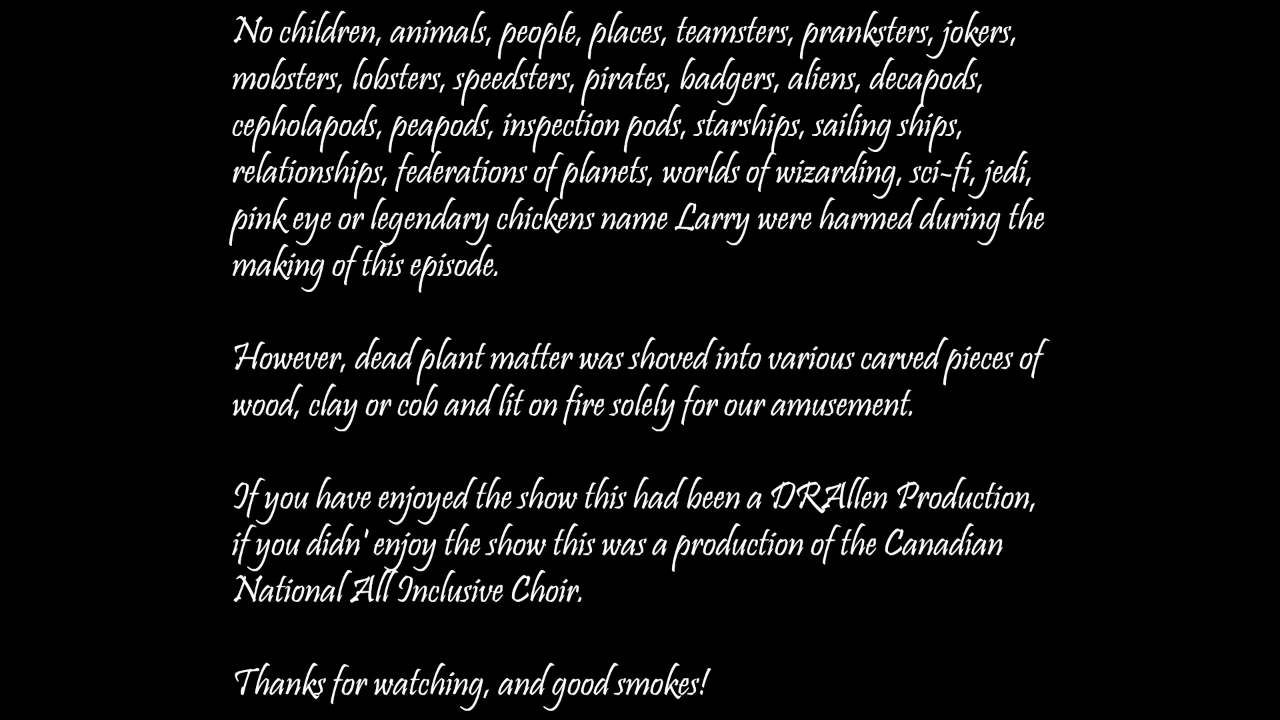 No children, animals, people, places, teamsters, pranksters, jokers,
mobsters, lobsters, speedsters, pirates, badgers, aliens, decapods,
cepholapods, peapods, inspection pods, starships, sailing ships,
relationships, federations of planets, worlds of wizarding, sci-fi, jedi,
pink eye or legendary chickens name Larry were harmed during the
making of this episode.
However, dead plant matter was shoved into various carved pieces of
wood, clay or cob and lit on fire solely for our amusement.
If you have enjoyed the show this had been a DRAllen Production,
if you didn' enjoy the show this was a production of the Canadian
National All Inclusive Choir.
Thanks for watching, and good smokes!